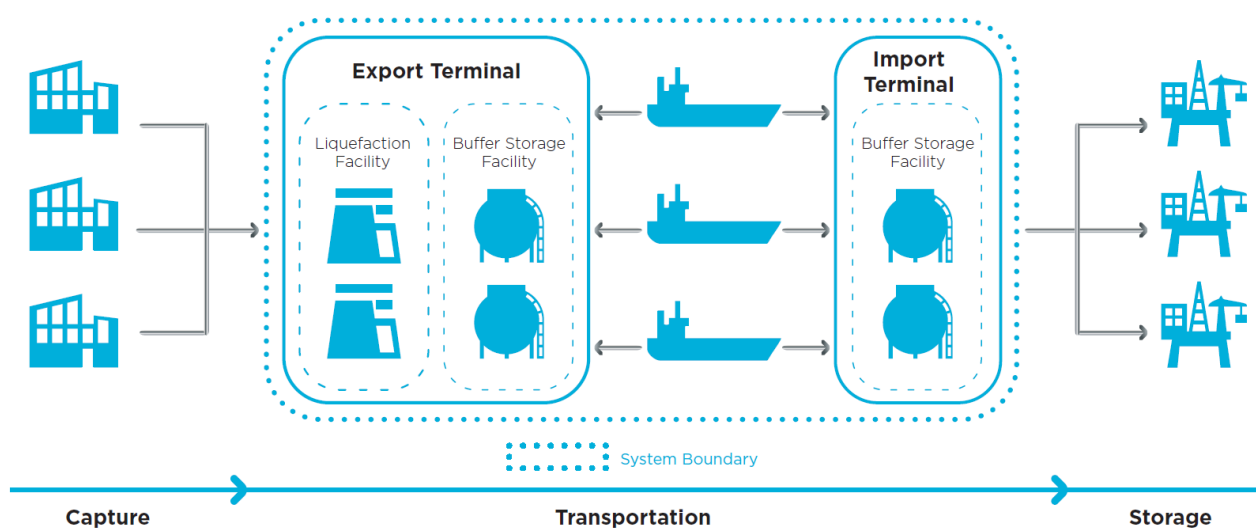 Export Terminal
Import
Terminal
Liquefaction
Facility
Buffer Storage
Facility
Buffer Storage
Facility
System Boundary
Capture
Transportation
Storage